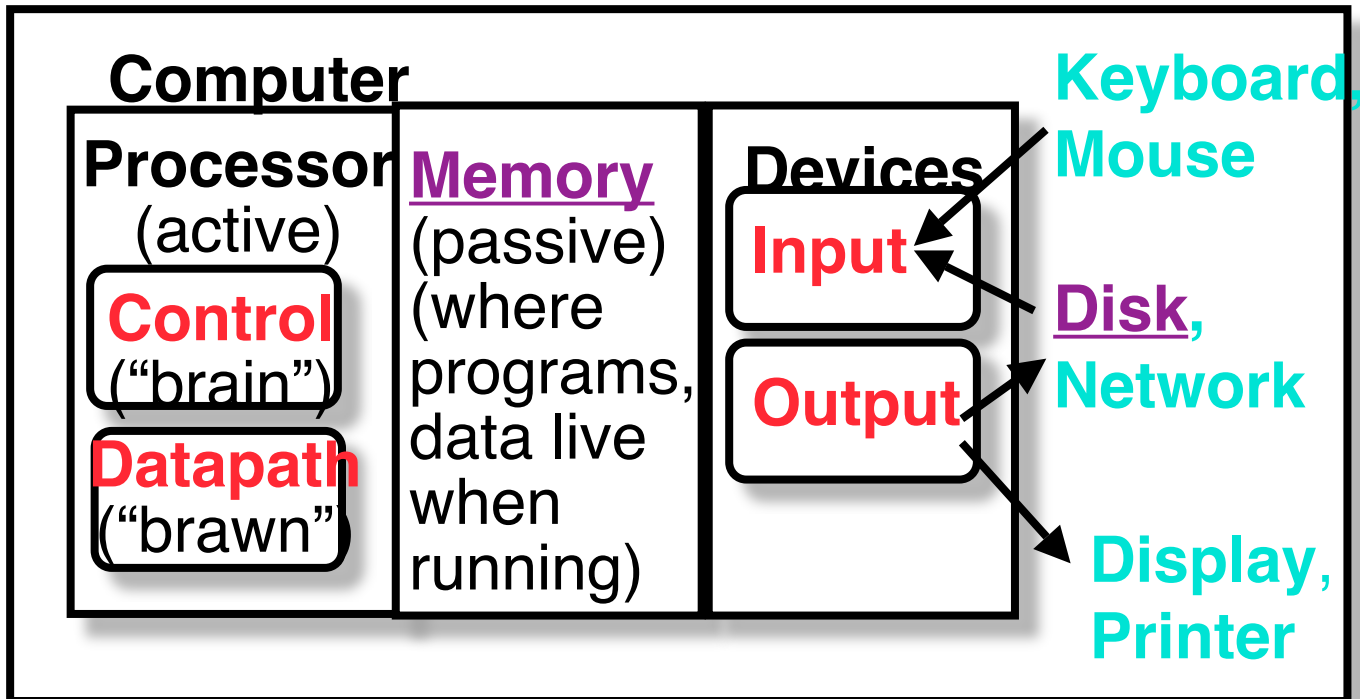 Computer
Processor
(active)
Control
(“brain”)
Datapath
(“brawn”)
Memory
(passive)
(where
programs,
data live
when
running)
Devices
Input
Output
Keyboard,
Mouse
Disk,
Network
Display,
Printer